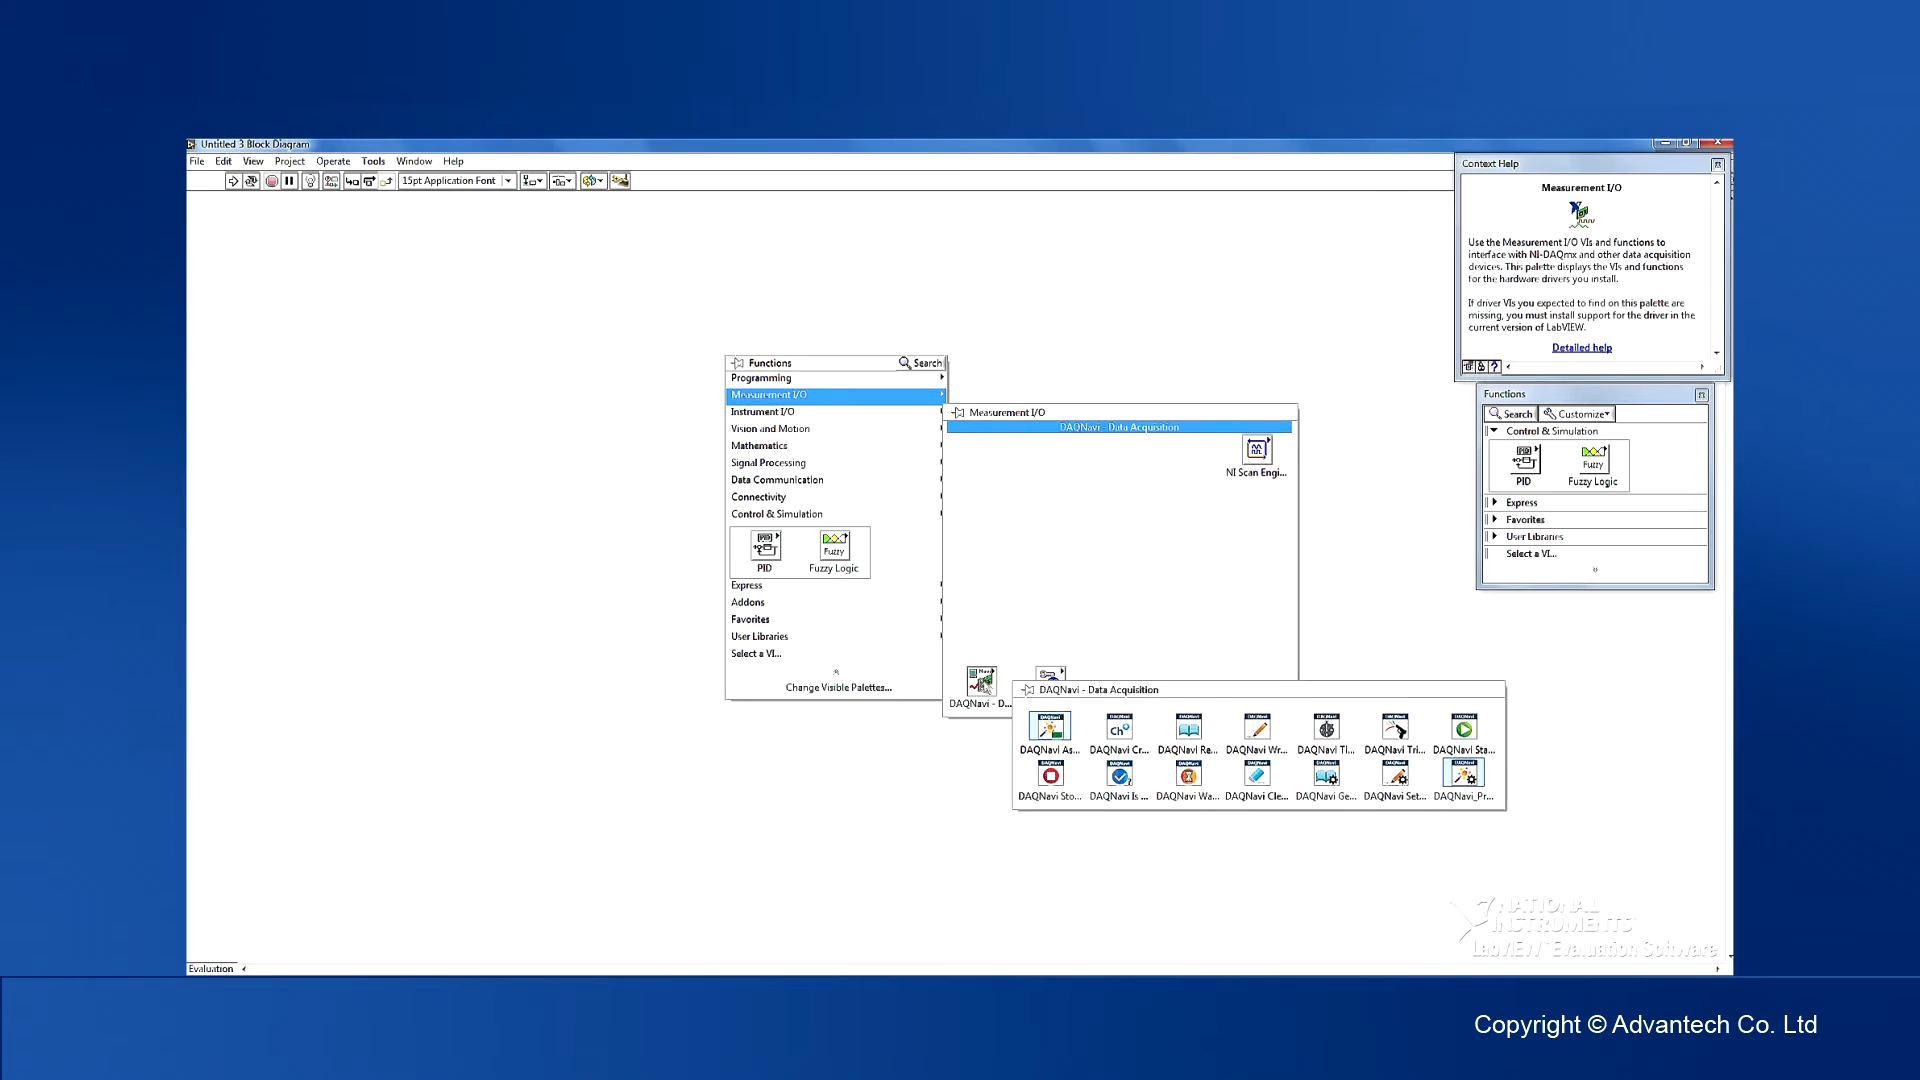 Untitled 3 Block Diagram
File Edit View Project Operate Tools Window Help
15pt Application Font
Context Help
Measurement I/O
Use the Measurement I/O VIs and functions to
interface with NI-DAQmx and other data acquisition
devices. This palette displays the VIs and functions
for the hardware drivers you install.
If driver VIs you expected to find on this palette are
missing, you must install support for the driver in the
current version of LabVIEW.
Detailed help
Functions
Search Customize
Control & Simulation
PID
Fuzzy
Fuzzy Logic
Express
Favorites
User Libraries
Select a VI...
Functions Search
Programming
Measurement I/O
Instrument I/O
Vision and Motion
Mathematics
Signal Processing
Data Communication
Connectivity
Control & Simulation
PID
Fuzzy
PID Fuzzy Logic
Express
Addons
Favorites
User Libraries
Select a VI...
Change Visible Palettes...
Measurement I/O
DAQNavi - Data Acquisition
NI Scan Engi...
DAQNavi - D...
DAQNavi - Data Acquisition
DAQNavi As... DAQNavi Cr... DAQNavi Re... DAQNavi Wr... DAQNavi Ti... DAQNavi Tri... DAQNavi Sta...
DAQNavi Sto... DAQNavi Is ... DAQNavi Wa... DAQNavi Cle... DAQNavi Ge... DAQNavi Set... DAQNavi_Pr...
NATIONAL
INSTRUMENTS
LabVIEW Evaluation Software
Evaluation
Copyright © Advantech Co. Ltd